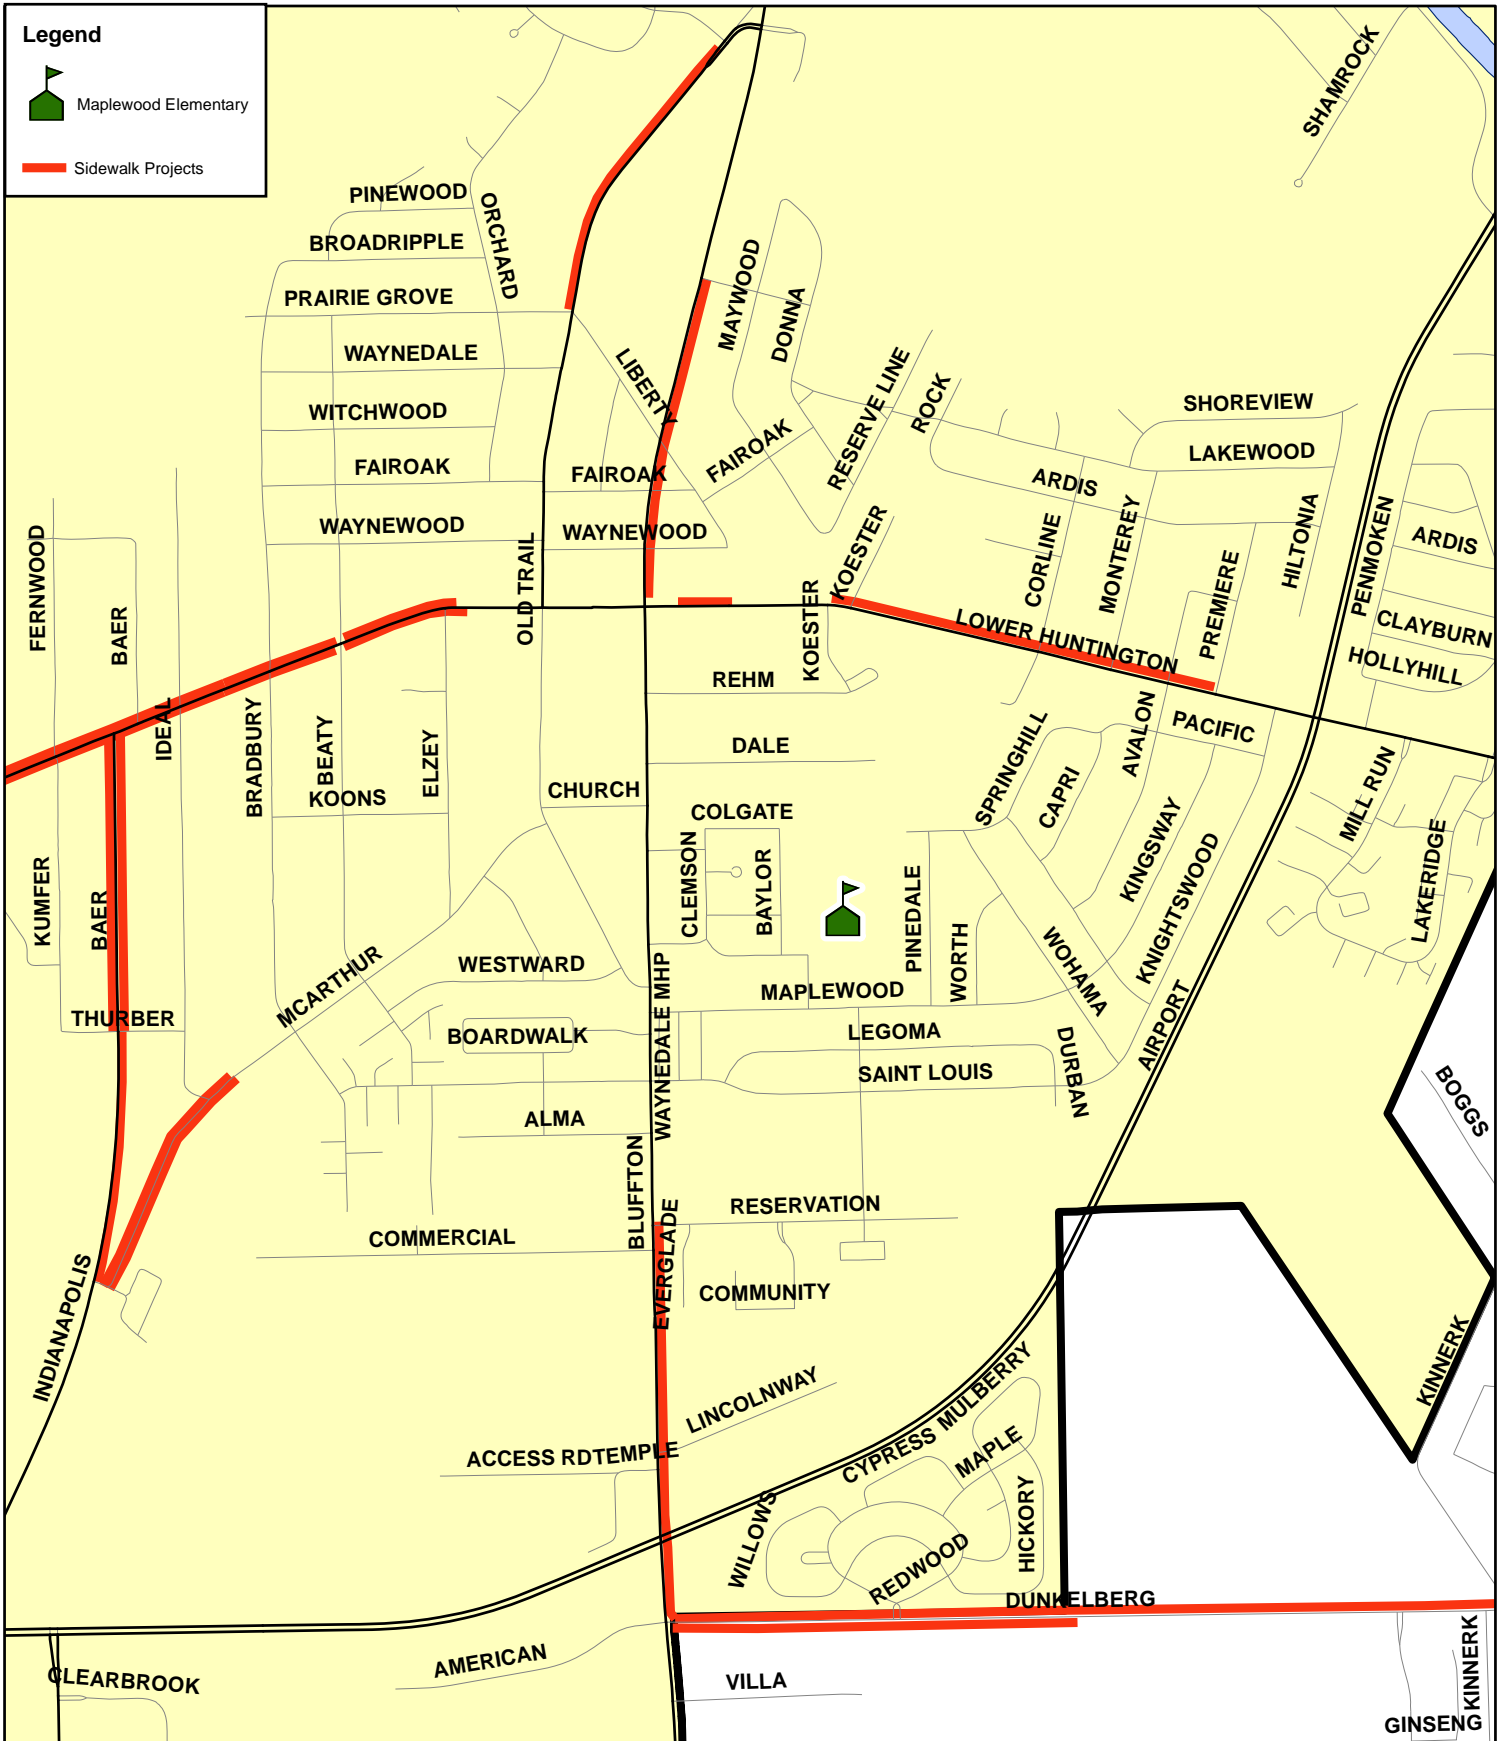 Legend
Maplewood Elementary
Sidewalk Projects
SHAMROCK
PINEWOOD
ORCHARD
BROADRIPPLE
PRAIRIE GROVE
MAYWOOD
DONNA
WAYNEDALE
LIBERTY
WITCHWOOD
RESERVE LINE
ROCK
SHOREVIEW
FAIROAK
FAIROAK
FAIROAK
LAKEWOOD
ARDIS
WAYNEWOOD
WAYNEWOOD
KOESTER
CORLINE
MONTEREY
HILTONIA
PENMOKEN
ARDIS
FERNWOOD
BAER
OLD TRAIL
KOESTER
LOWER HUNTINGTON
PREMIERE
CLAYBURN
HOLLYHILL
REHM
IDEAL
BRADBURY
BEATY
ELZEY
DALE
SPRINGHILL
CAPRI
AVALON
PACIFIC
KOONS
CHURCH
COLGATE
MILL RUN
KUMFER
BAER
CLEMSON
BAYLOR
PINEDALE
WORTH
KINGSWAY
KNIGHTSWOOD
LAKERIDGE
WESTWARD
MCARTHUR
WAYNEDALE MHP
MAPLEWOOD
WOHAMA
THURBER
BOARDWALK
LEGOMA
SAINT LOUIS
DURBAN
AIRPORT
BOGGS
ALMA
BLUFFTON
RESERVATION
COMMERCIAL
EVERGLADE
COMMUNITY
INDIANAPOLIS
KINNERK
LINCOLNWAY
MULBERRY
CYPRESS
MAPLE
ACCESS RD
TEMPLE
WILLOWS
HICKORY
REDWOOD
DUNKELBERG
AMERICAN
CLEARBROOK
VILLA
KINNERK
GINSENG